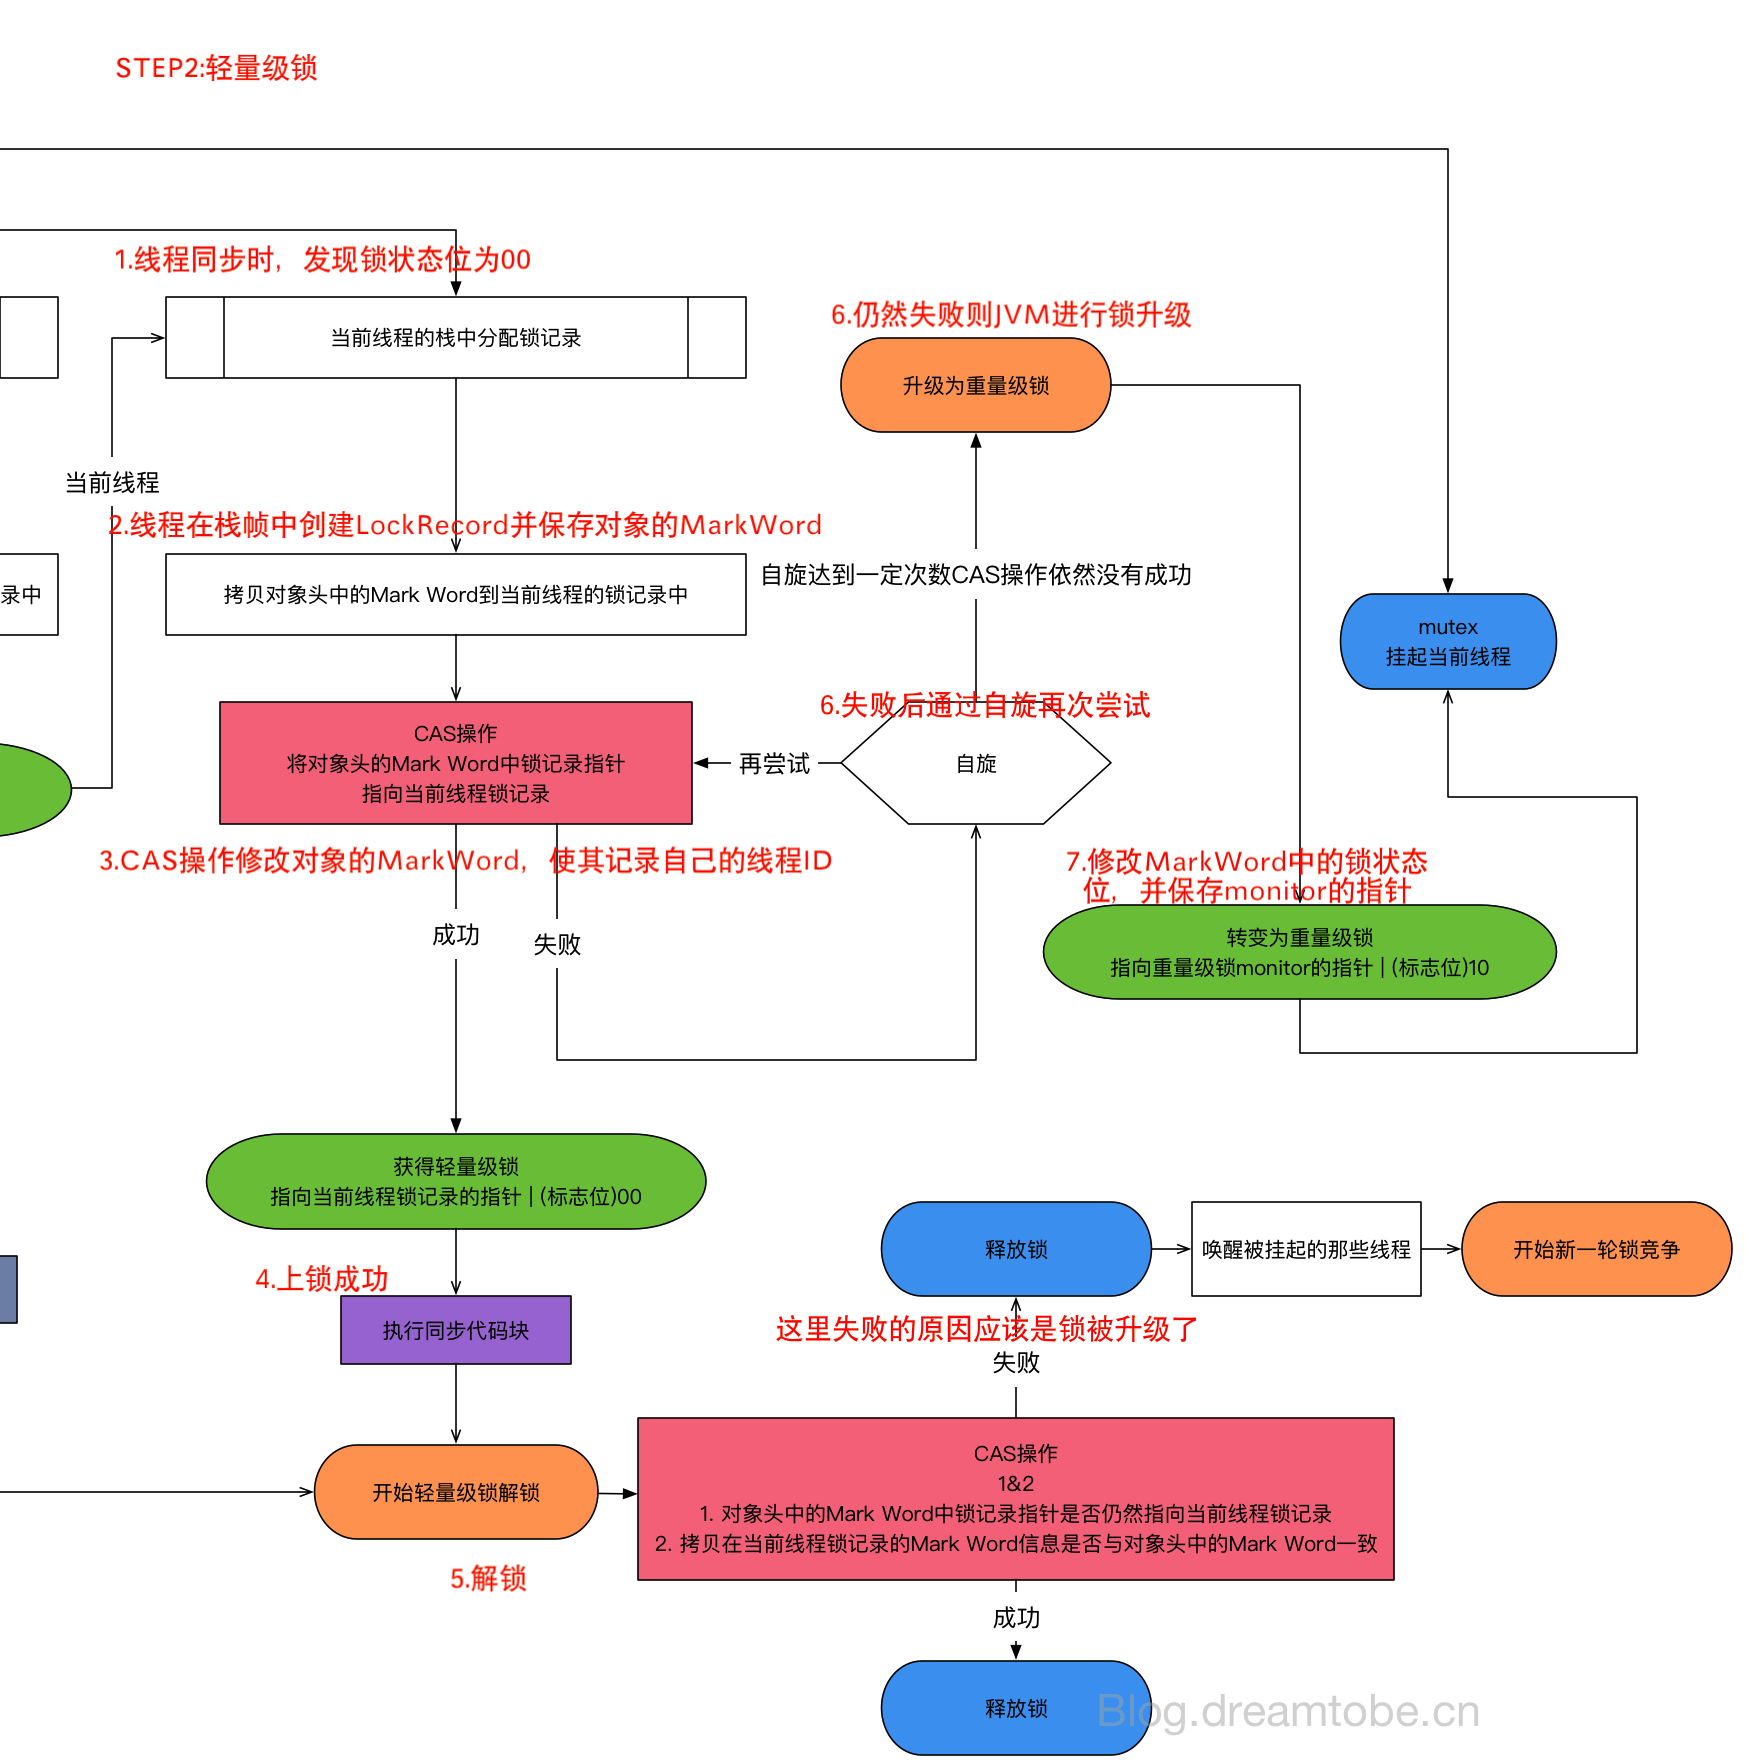 STEP2:轻量级锁
1.线程同步时，发现锁状态位为00
当前线程的栈中分配锁记录
6.仍然失败则JVM进行锁升级
升级为重量级锁
当前线程
2.线程在栈帧中创建LockRecord并保存对象的MarkWord
录中
拷贝对象头中的Mark Word到当前线程的锁记录中
自旋达到一定次数CAS操作依然没有成功
mutex
挂起当前线程
6.失败后通过自旋再次尝试
CAS操作
将对象头的Mark Word中锁记录指针
指向当前线程锁记录
再尝试
自旋
3.CAS操作修改对象的MarkWord，使其记录自己的线程ID
7.修改MarkWord中的锁状态
位，并保存monitor的指针
成功
失败
转变为重量级锁
指向重量级锁monitor的指针 | (标志位)10
获得轻量级锁
指向当前线程锁记录的指针 | (标志位)00
释放锁
唤醒被挂起的那些线程
开始新一轮锁竞争
4.上锁成功
执行同步代码块
这里失败的原因应该是锁被升级了
失败
开始轻量级锁解锁
CAS操作
1&2
1. 对象头中的Mark Word中锁记录指针是否仍然指向当前线程锁记录
2. 拷贝在当前线程锁记录的Mark Word信息是否与对象头中的Mark Word一致
5.解锁
成功
释放锁
Blog.dreamtobe.cn